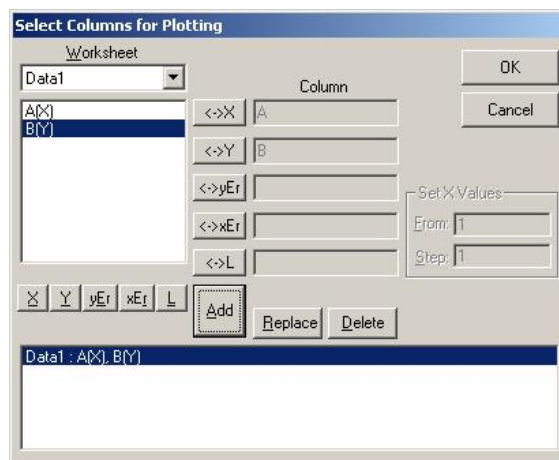 Select Columns for Plotting
Worksheet
Data1
A(X)
B(Y)
Column
<->X A
<->Y B
<->yEr
<->xEr
<->L
OK
Cancel
Set X Values
From: 1
Step: 1
X Y yEr xEr L
Add
Replace Delete
Data1 : A(X), B(Y)